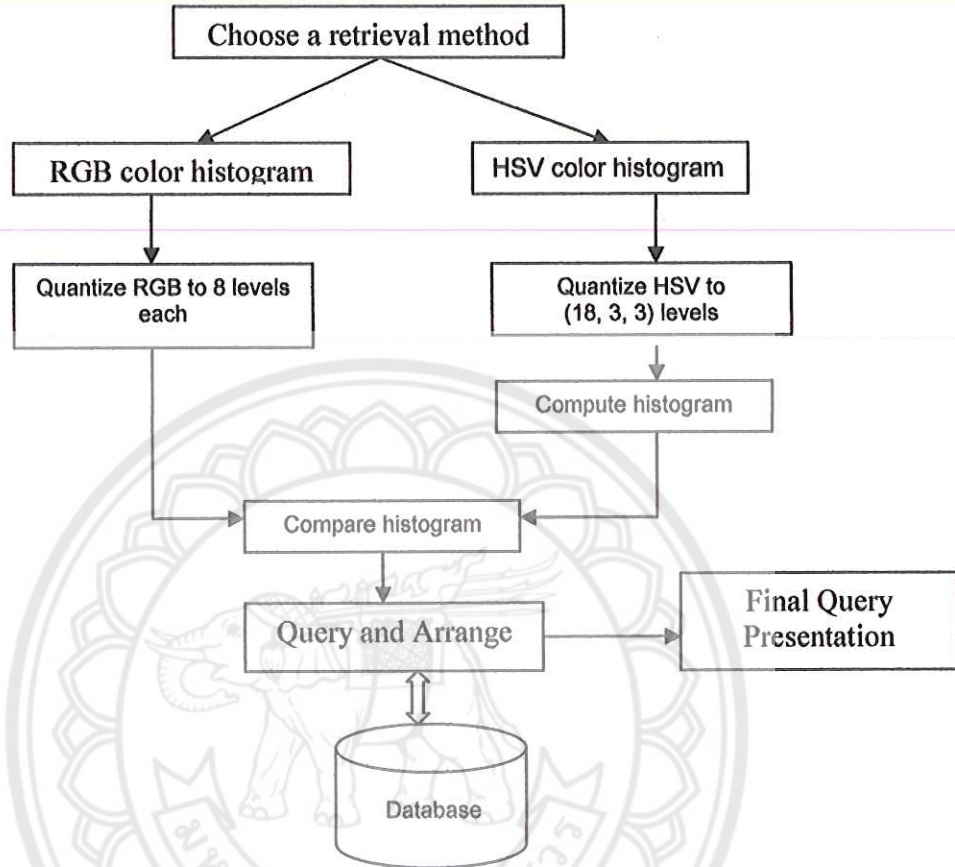 Choose a retrieval method
RGB color histogram
HSV color histogram
Quantize RGB to 8 levels
each
Quantize HSV to
(18, 3, 3) levels
Compute histogram
Compare histogram
Query and Arrange
Final Query
Presentation
Database